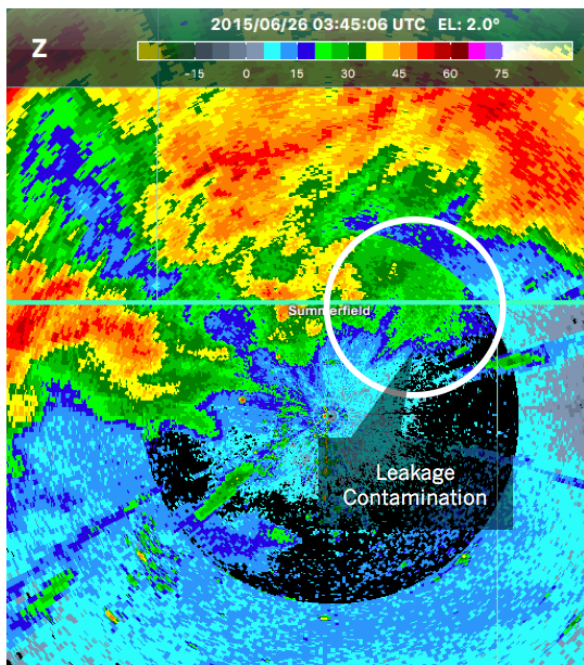 2015/06/26 03:45:06 UTC EL: 2.0°
Z
-15 0 15 30 45 60 75
Summerfield
Leakage
Contamination